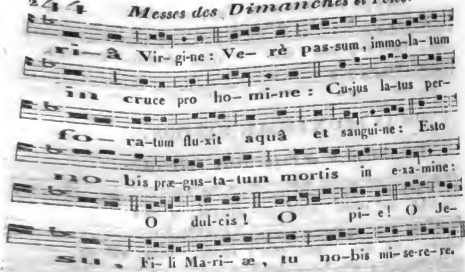 244 Messes des Dimanches et Fêtes.
ri-â Vir-gi-ne : Ve-rè pas-sum, immo-la-tum
in cruce pro ho-mi-ne : Cu-jus la-tus per-
fo-ra-tum flu-xit aquâ et sangui-ne : Esto
no-bis præ-gus-ta-tum mortis in e-xa-mine :
O dul-cis ! O pi-e ! O Je-
su, Fi-li Ma-ri-æ, tu no-bis mi-se-re-re.